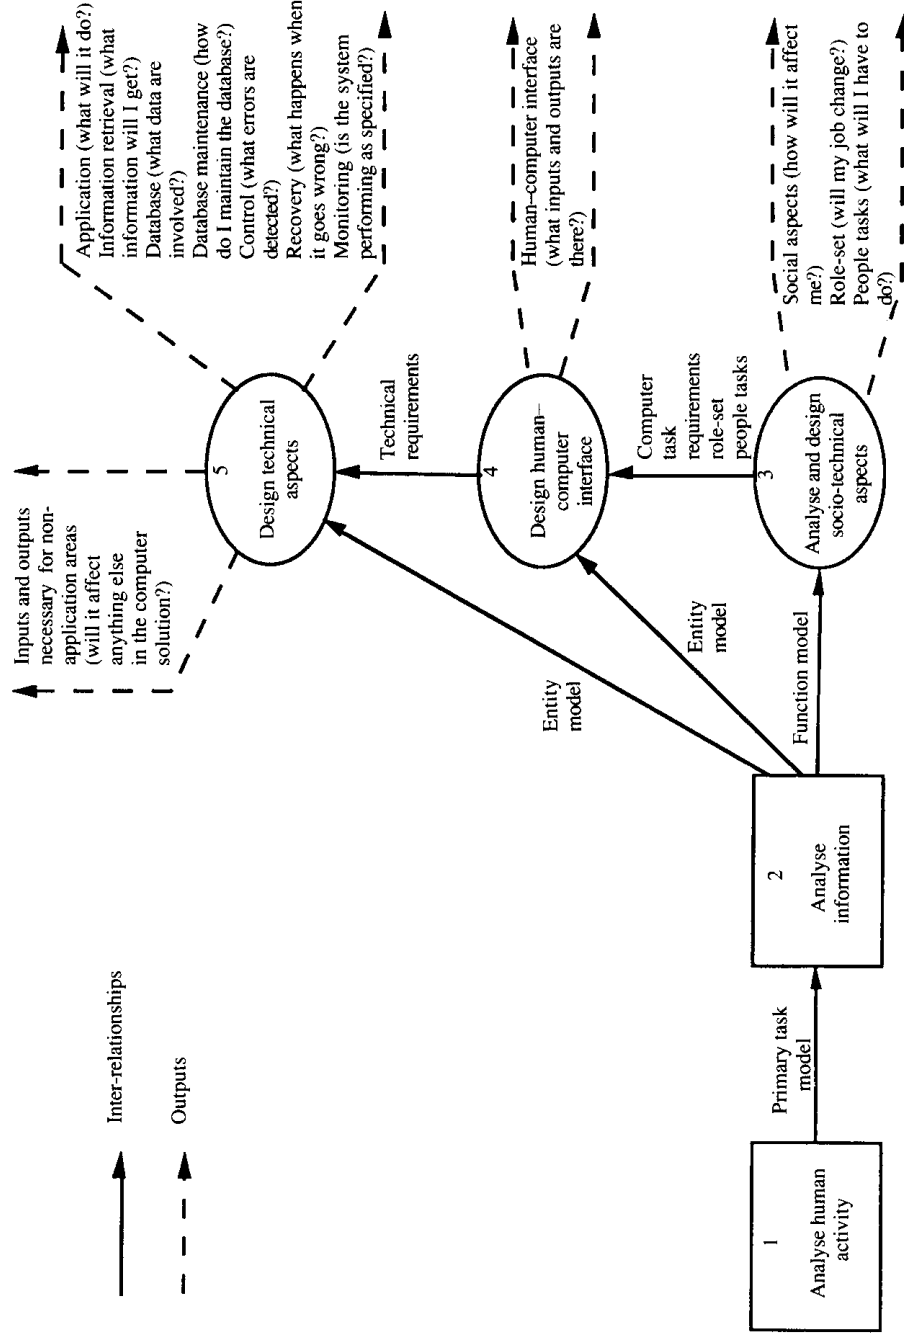 Inter-relationships
Outputs
1
Analyse human
activity
Primary task
model
2
Analyse
information
Function model
Entity
model
Entity
model
3
Analyse and design
socio-technical
aspects
Computer
task
requirements
role-set
people tasks
4
Design human–
computer
interface
Technical
requirements
5
Design technical
aspects
Inputs and outputs
necessary for non-
application areas
(will it affect
anything else
in the computer
solution?)
Application (what will it do?)
Information retrieval (what
information will I get?)
Database (what data are
involved?)
Database maintenance (how
do I maintain the database?)
Control (what errors are
detected?)
Recovery (what happens when
it goes wrong?)
Monitoring (is the system
performing as specified?)
Human–computer interface
(what inputs and outputs are
there?)
Social aspects (how will it affect
me?)
Role-set (will my job change?)
People tasks (what will I have to
do?)